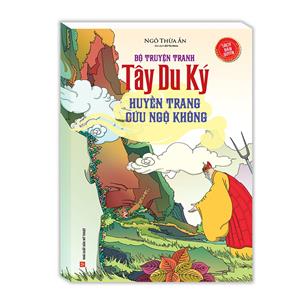 NGÔ THỪA ÂN
BỘ TRUYỆN TRANH
TÂY DU KÝ
HUYỀN TRANG
CỨU NGỘ KHÔNG